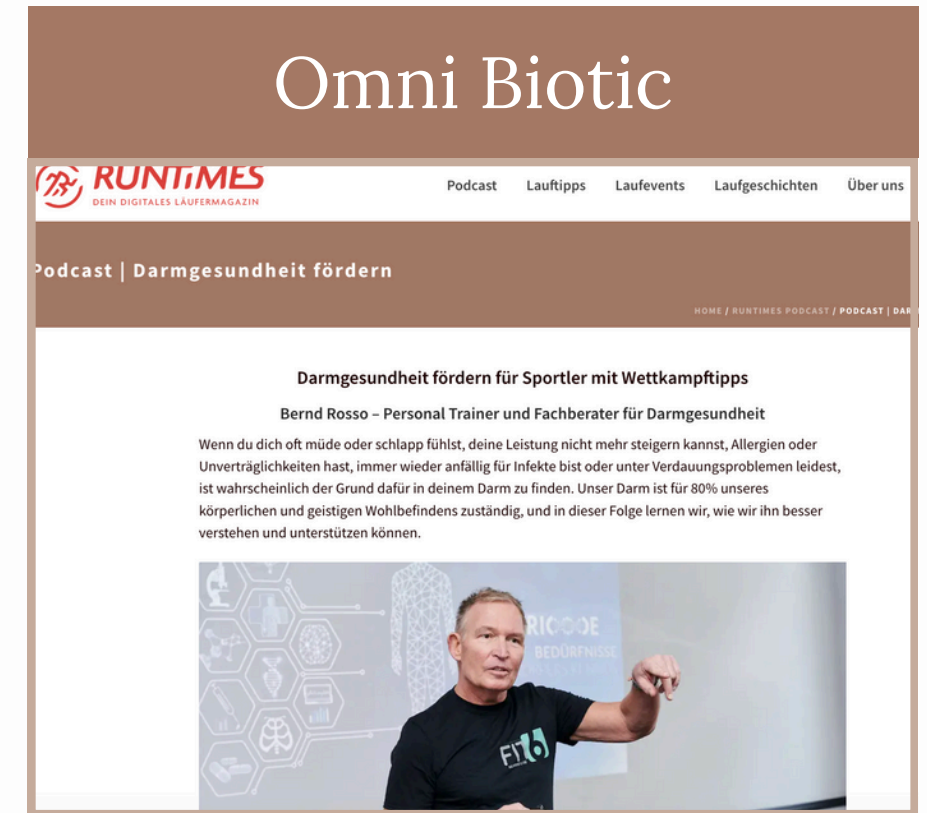 Omni Biotic
RUNTiMES
DEIN DIGITALES LÄUFERMAGAZIN
Podcast Lauftipps Laufevents Laufgeschichten Über uns
Podcast | Darmgesundheit fördern
HOME / RUNTIMES PODCAST / PODCAST | DAR
Darmgesundheit fördern für Sportler mit Wettkampftipps
Bernd Rosso – Personal Trainer und Fachberater für Darmgesundheit
Wenn du dich oft müde oder schlapp fühlst, deine Leistung nicht mehr steigern kannst, Allergien oder
Unverträglichkeiten hast, immer wieder anfällig für Infekte bist oder unter Verdauungsproblemen leidest,
ist wahrscheinlich der Grund dafür in deinem Darm zu finden. Unser Darm ist für 80% unseres
körperlichen und geistigen Wohlbefindens zuständig, und in dieser Folge lernen wir, wie wir ihn besser
verstehen und unterstützen können.
BEDÜRFNISSE
FIT6